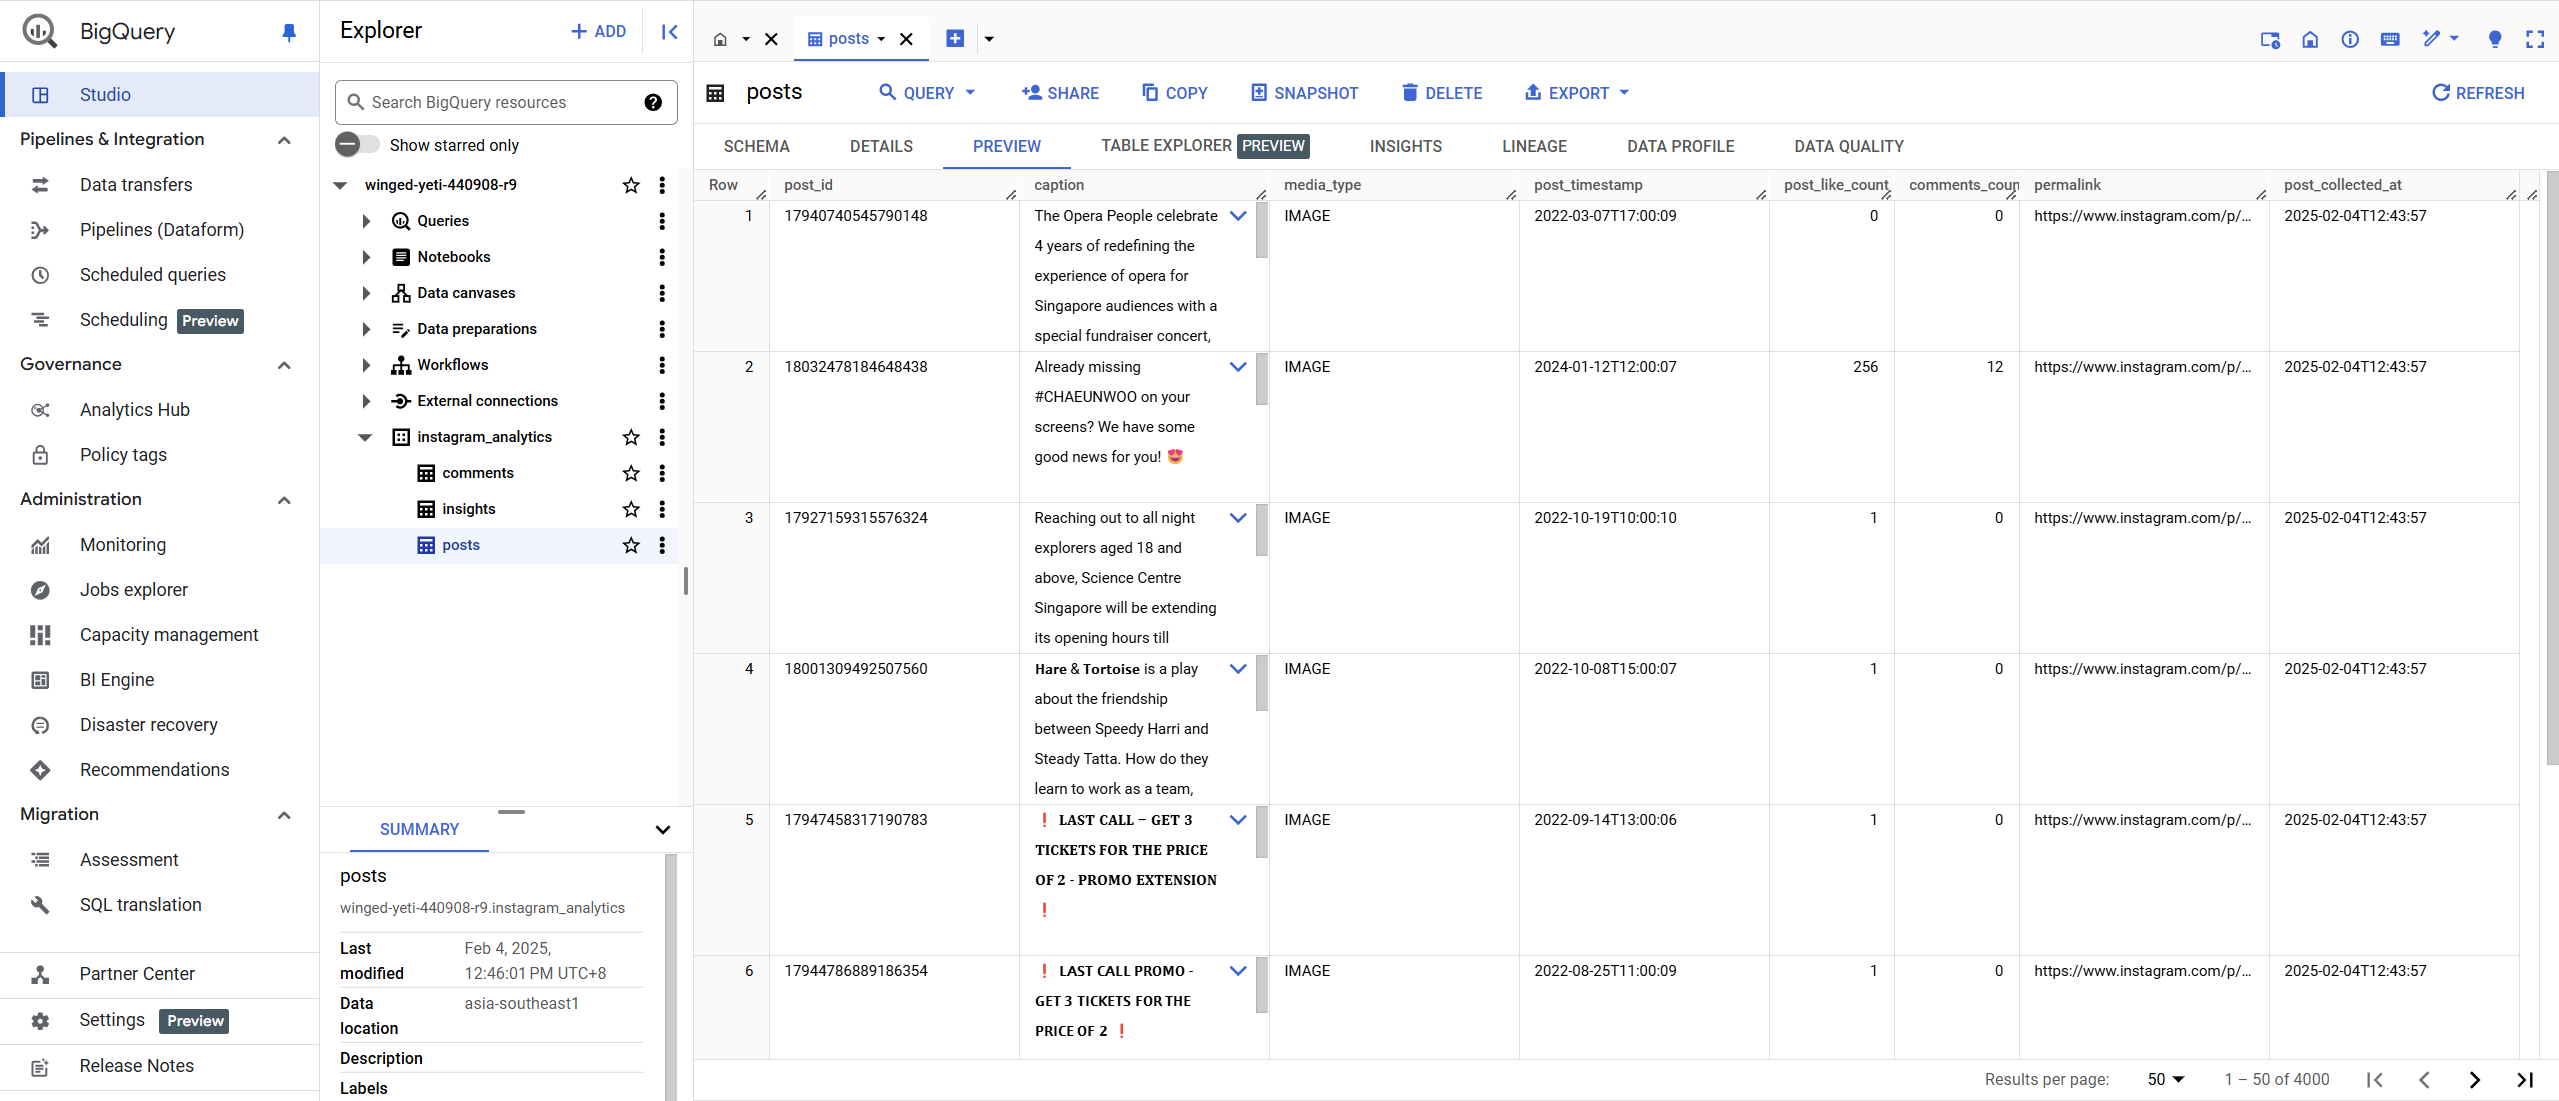 BigQuery
Studio
Pipelines & Integration
Data transfers
Pipelines (Dataform)
Scheduled queries
Scheduling Preview
Governance
Analytics Hub
Policy tags
Administration
Monitoring
Jobs explorer
Capacity management
BI Engine
Disaster recovery
Recommendations
Migration
Assessment
SQL translation
Partner Center
Settings Preview
Release Notes
Explorer
ADD
Search BigQuery resources
Show starred only
winged-yeti-440908-r9
Queries
Notebooks
Data canvases
Data preparations
Workflows
External connections
instagram_analytics
comments
insights
posts
SUMMARY
posts
winged-yeti-440908-r9.instagram_analytics
Last modified Feb 4, 2025, 12:46:01 PM UTC+8
Data location asia-southeast1
Description
Labels
posts
posts QUERY SHARE COPY SNAPSHOT DELETE EXPORT REFRESH
SCHEMA DETAILS PREVIEW TABLE EXPLORER PREVIEW INSIGHTS LINEAGE DATA PROFILE DATA QUALITY
Row post_id caption media_type post_timestamp post_like_count comments_coun permalink post_collected_at
1 17940740545790148 The Opera People celebrate IMAGE 2022-03-07T17:00:09 0 0 https://www.instagram.com/p/... 2025-02-04T12:43:57
4 years of redefining the
experience of opera for
Singapore audiences with a
special fundraiser concert,
2 18032478184648438 Already missing IMAGE 2024-01-12T12:00:07 256 12 https://www.instagram.com/p/... 2025-02-04T12:43:57
#CHAEUNWOO on your
screens? We have some
good news for you! 😍
3 17927159315576324 Reaching out to all night IMAGE 2022-10-19T10:00:10 1 0 https://www.instagram.com/p/... 2025-02-04T12:43:57
explorers aged 18 and
above, Science Centre
Singapore will be extending
its opening hours till
4 18001309492507560 Hare & Tortoise is a play IMAGE 2022-10-08T15:00:07 1 0 https://www.instagram.com/p/... 2025-02-04T12:43:57
about the friendship
between Speedy Harri and
Steady Tatta. How do they
learn to work as a team,
5 17947458317190783 ❗ LAST CALL – GET 3 IMAGE 2022-09-14T13:00:06 1 0 https://www.instagram.com/p/... 2025-02-04T12:43:57
TICKETS FOR THE PRICE
OF 2 - PROMO EXTENSION
❗
6 17944786889186354 ❗ LAST CALL PROMO - IMAGE 2022-08-25T11:00:09 1 0 https://www.instagram.com/p/... 2025-02-04T12:43:57
GET 3 TICKETS FOR THE
PRICE OF 2 ❗
Results per page: 50 1 – 50 of 4000